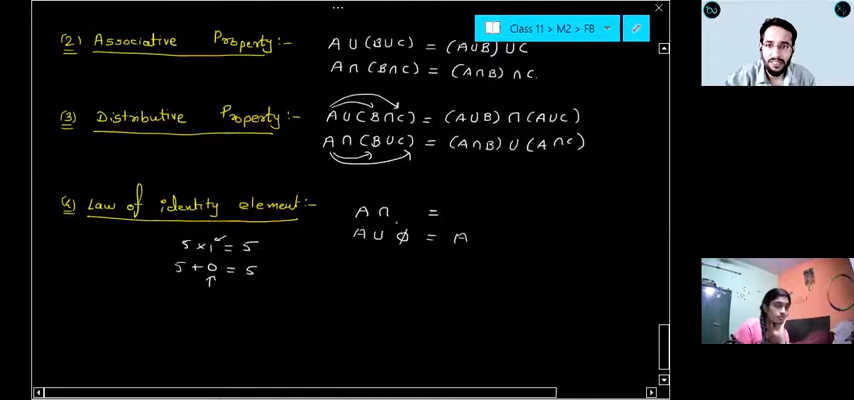 Class 11 > M2 > FB
(2) Associative Property:- A ∪ (B ∪ C) = (A ∪ B) ∪ C
A ∩ (B ∩ C) = (A ∩ B) ∩ C.
(3) Distributive Property:- A ∪ (B ∩ C) = (A ∪ B) ∩ (A ∪ C)
A ∩ (B ∪ C) = (A ∩ B) ∪ (A ∩ C)
(4) Law of identity element:-
A ∩ . =
A ∪ ϕ = A
5 × 1 = 5
5 + 0 = 5